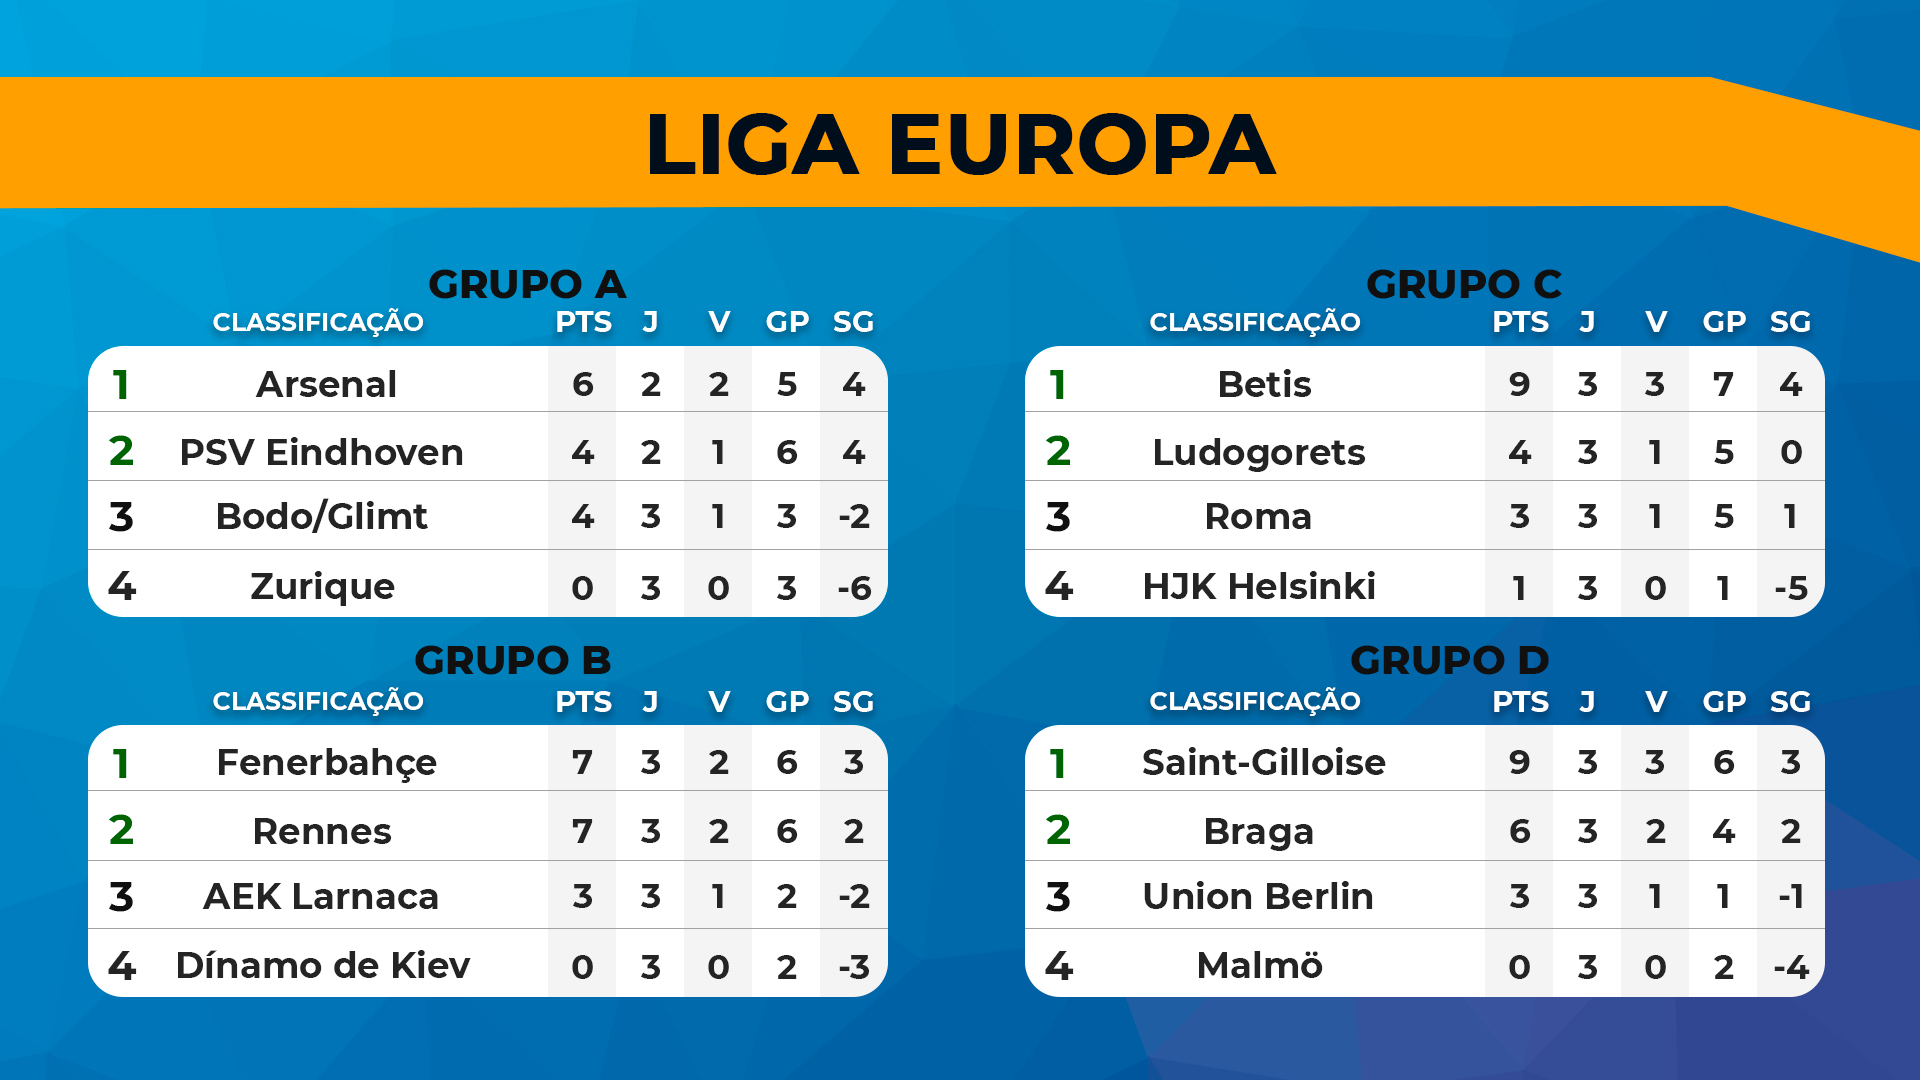 LIGA EUROPA
GRUPO A
CLASSIFICAÇÃO PTS J V GP SG
1 Arsenal 6 2 2 5 4
2 PSV Eindhoven 4 2 1 6 4
3 Bodo/Glimt 4 3 1 3 -2
4 Zurique 0 3 0 3 -6
GRUPO B
CLASSIFICAÇÃO PTS J V GP SG
1 Fenerbahçe 7 3 2 6 3
2 Rennes 7 3 2 6 2
3 AEK Larnaca 3 3 1 2 -2
4 Dínamo de Kiev 0 3 0 2 -3
GRUPO C
CLASSIFICAÇÃO PTS J V GP SG
1 Betis 9 3 3 7 4
2 Ludogorets 4 3 1 5 0
3 Roma 3 3 1 5 1
4 HJK Helsinki 1 3 0 1 -5
GRUPO D
CLASSIFICAÇÃO PTS J V GP SG
1 Saint-Gilloise 9 3 3 6 3
2 Braga 6 3 2 4 2
3 Union Berlin 3 3 1 1 -1
4 Malmö 0 3 0 2 -4